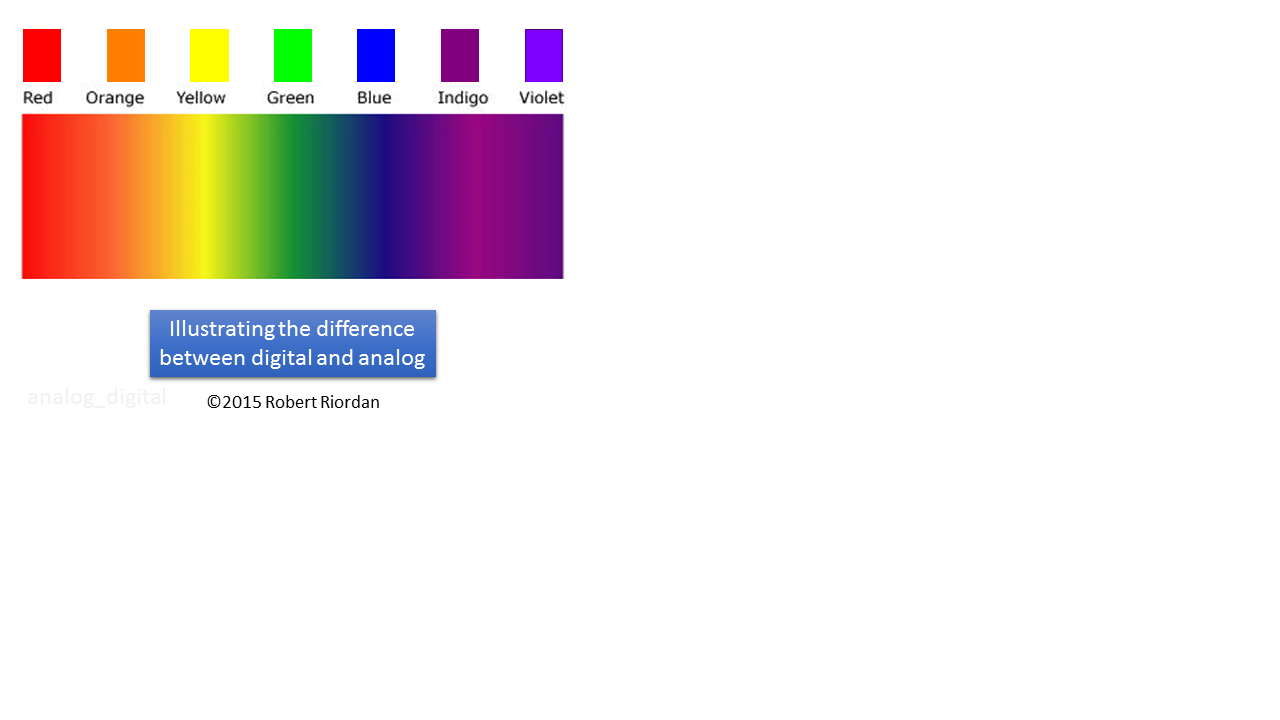 Red Orange Yellow Green Blue Indigo Violet
Illustrating the difference
between digital and analog
analog_digital
©2015 Robert Riordan